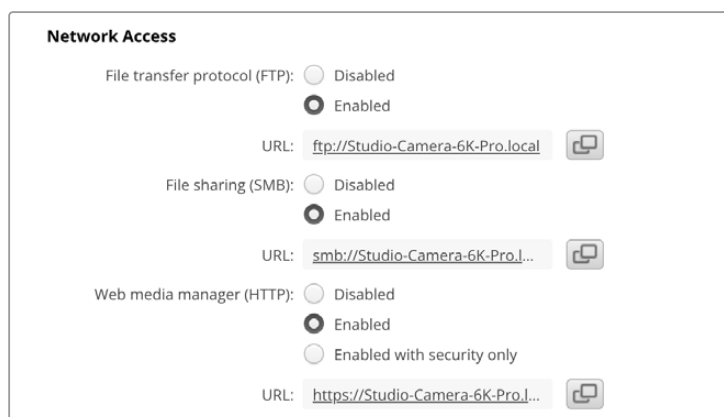 Network Access
File transfer protocol (FTP): Disabled
Enabled
URL: ftp://Studio-Camera-6K-Pro.local
File sharing (SMB): Disabled
Enabled
URL: smb://Studio-Camera-6K-Pro.l...
Web media manager (HTTP): Disabled
Enabled
Enabled with security only
URL: https://Studio-Camera-6K-Pro.l...